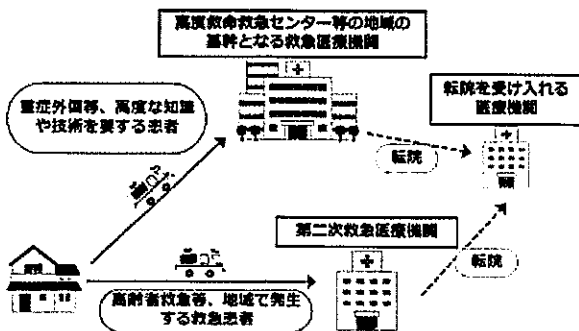 高度救命救急センター等の地域の
基幹となる救急医療機関
重症外傷等、高度な知識
や技術を要する患者
転院を受け入れる
医療機関
転院
第二次救急医療機関
転院
高齢者救急等、地域で発生
する救急患者